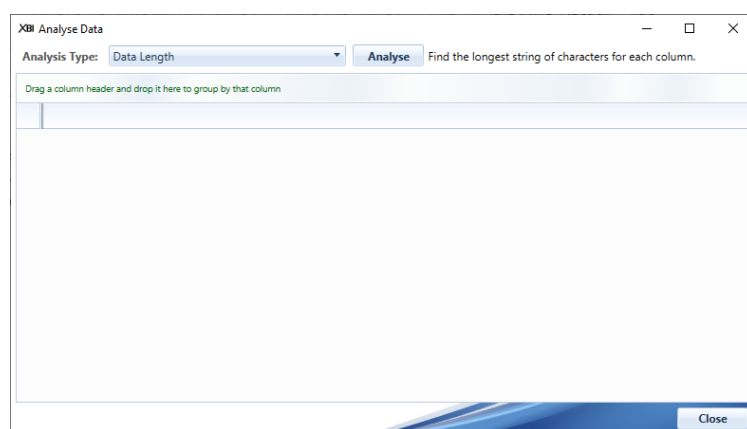 XBI Analyse Data
Analysis Type: Data Length Analyse Find the longest string of characters for each column.
Drag a column header and drop it here to group by that column
Close